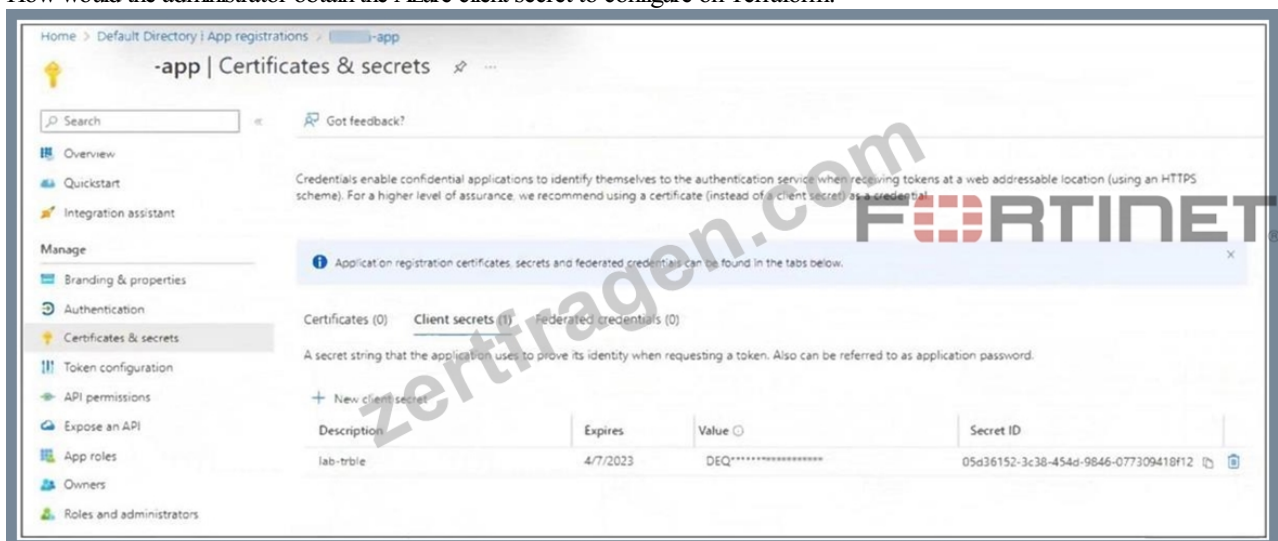 How would the administrator obtain the Azure client secret to configure on Terraform?
Home > Default Directory | App registrations > -app
-app | Certificates & secrets
Search
Got feedback?
Overview
Quickstart
Integration assistant
Credentials enable confidential applications to identify themselves to the authentication service when receiving tokens at a web addressable location (using an HTTPS
scheme). For a higher level of assurance, we recommend using a certificate (instead of a client secret) as a credential.
FORTINET
Manage
Application registration certificates, secrets and federated credentials can be found in the tabs below.
Branding & properties
Authentication
Certificates & secrets
Token configuration
API permissions
Expose an API
App roles
Owners
Roles and administrators
Certificates (0) Client secrets (1) Federated credentials (0)
A secret string that the application uses to prove its identity when requesting a token. Also can be referred to as application password.
+ New client secret
Description Expires Value Secret ID
lab-trble 4/7/2023 DEQ****************** 05d36152-3c38-454d-9846-077309418f12
zertfragen.com